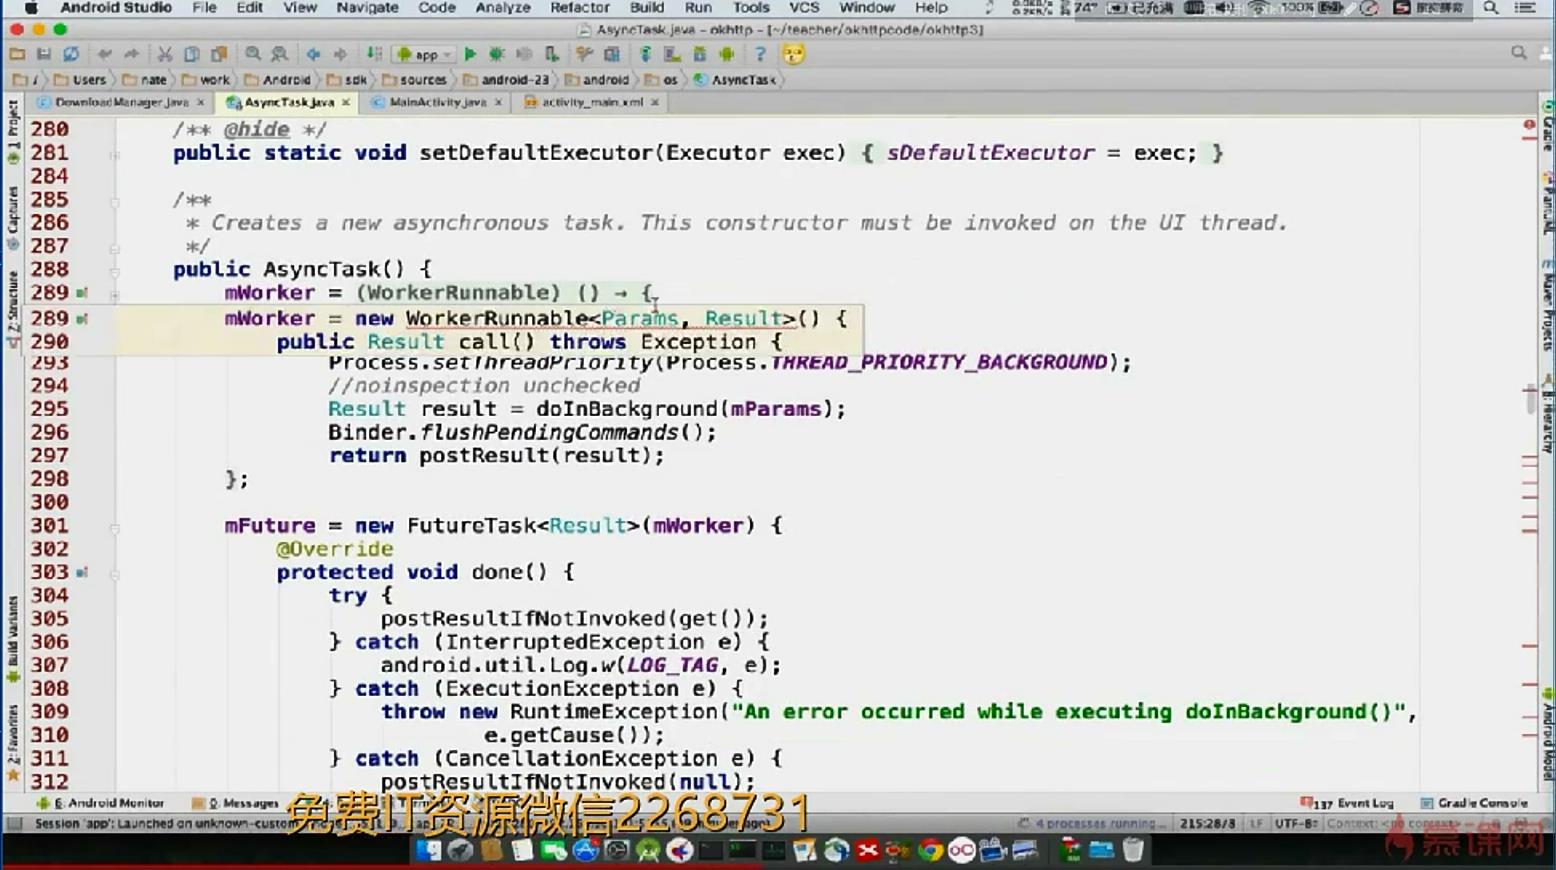 Android Studio File Edit View Navigate Code Analyze Refactor Build Run Tools VCS Window Help
AsyncTask.java - okhttp - [~/teacher/okhttpcode/okhttp3]
app
/ Users nate work Android sdk sources android-23 android os AsyncTask
DownloadManager.java AsyncTask.java MainActivity.java activity_main.xml
280 /** @hide */
281 public static void setDefaultExecutor(Executor exec) { sDefaultExecutor = exec; }
284
285 /**
286 * Creates a new asynchronous task. This constructor must be invoked on the UI thread.
287 */
288 public AsyncTask() {
289 mWorker = (WorkerRunnable) () → {
289 mWorker = new WorkerRunnable<Params, Result>() {
290 public Result call() throws Exception {
293 Process.setThreadPriority(Process.THREAD_PRIORITY_BACKGROUND);
294 //noinspection unchecked
295 Result result = doInBackground(mParams);
296 Binder.flushPendingCommands();
297 return postResult(result);
298 };
300
301 mFuture = new FutureTask<Result>(mWorker) {
302 @Override
303 protected void done() {
304 try {
305 postResultIfNotInvoked(get());
306 } catch (InterruptedException e) {
307 android.util.Log.w(LOG_TAG, e);
308 } catch (ExecutionException e) {
309 throw new RuntimeException("An error occurred while executing doInBackground()",
310 e.getCause());
311 } catch (CancellationException e) {
312 postResultIfNotInvoked(null);
1: Project
Captures
7: Structure
Build Variants
2: Favorites
Gradle
PlantUML
Maven Projects
8: Hierarchy
Android Model
6: Android Monitor 0: Messages 137 Event Log Gradle Console
免费IT资源微信2268731
Session 'app': Launched on unknown-custom 4 processes running... 215:28/8 LF UTF-8 Context: <no context>
慕课网